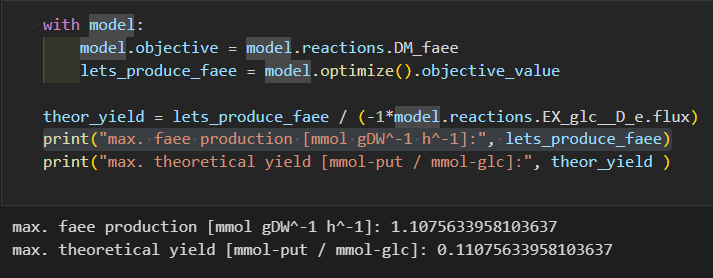 with model:
    model.objective = model.reactions.DM_faee
    lets_produce_faee = model.optimize().objective_value
theor_yield = lets_produce_faee / (-1*model.reactions.EX_glc__D_e.flux)
print("max. faee production [mmol gDW^-1 h^-1]:", lets_produce_faee)
print("max. theoretical yield [mmol-put / mmol-glc]:", theor_yield )
max. faee production [mmol gDW^-1 h^-1]: 1.1075633958103637
max. theoretical yield [mmol-put / mmol-glc]: 0.11075633958103637